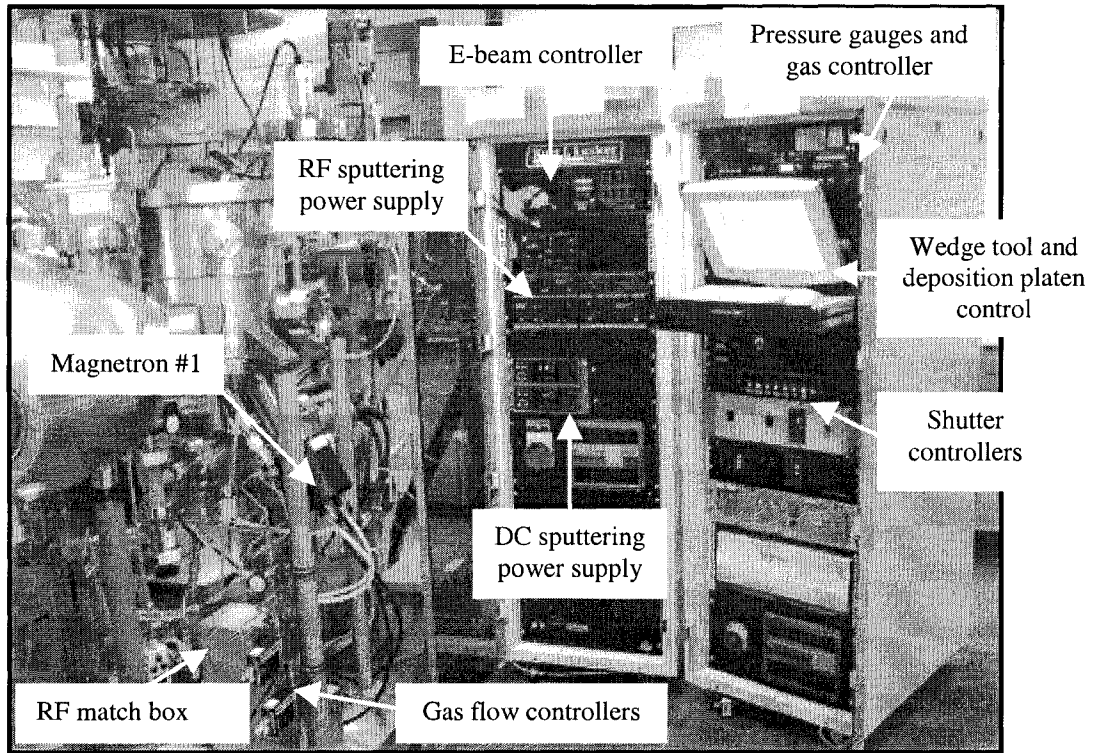 E-beam controller
Pressure gauges and
gas controller
RF sputtering
power supply
Wedge tool and
deposition platen
control
Magnetron #1
Shutter
controllers
DC sputtering
power supply
RF match box
Gas flow controllers